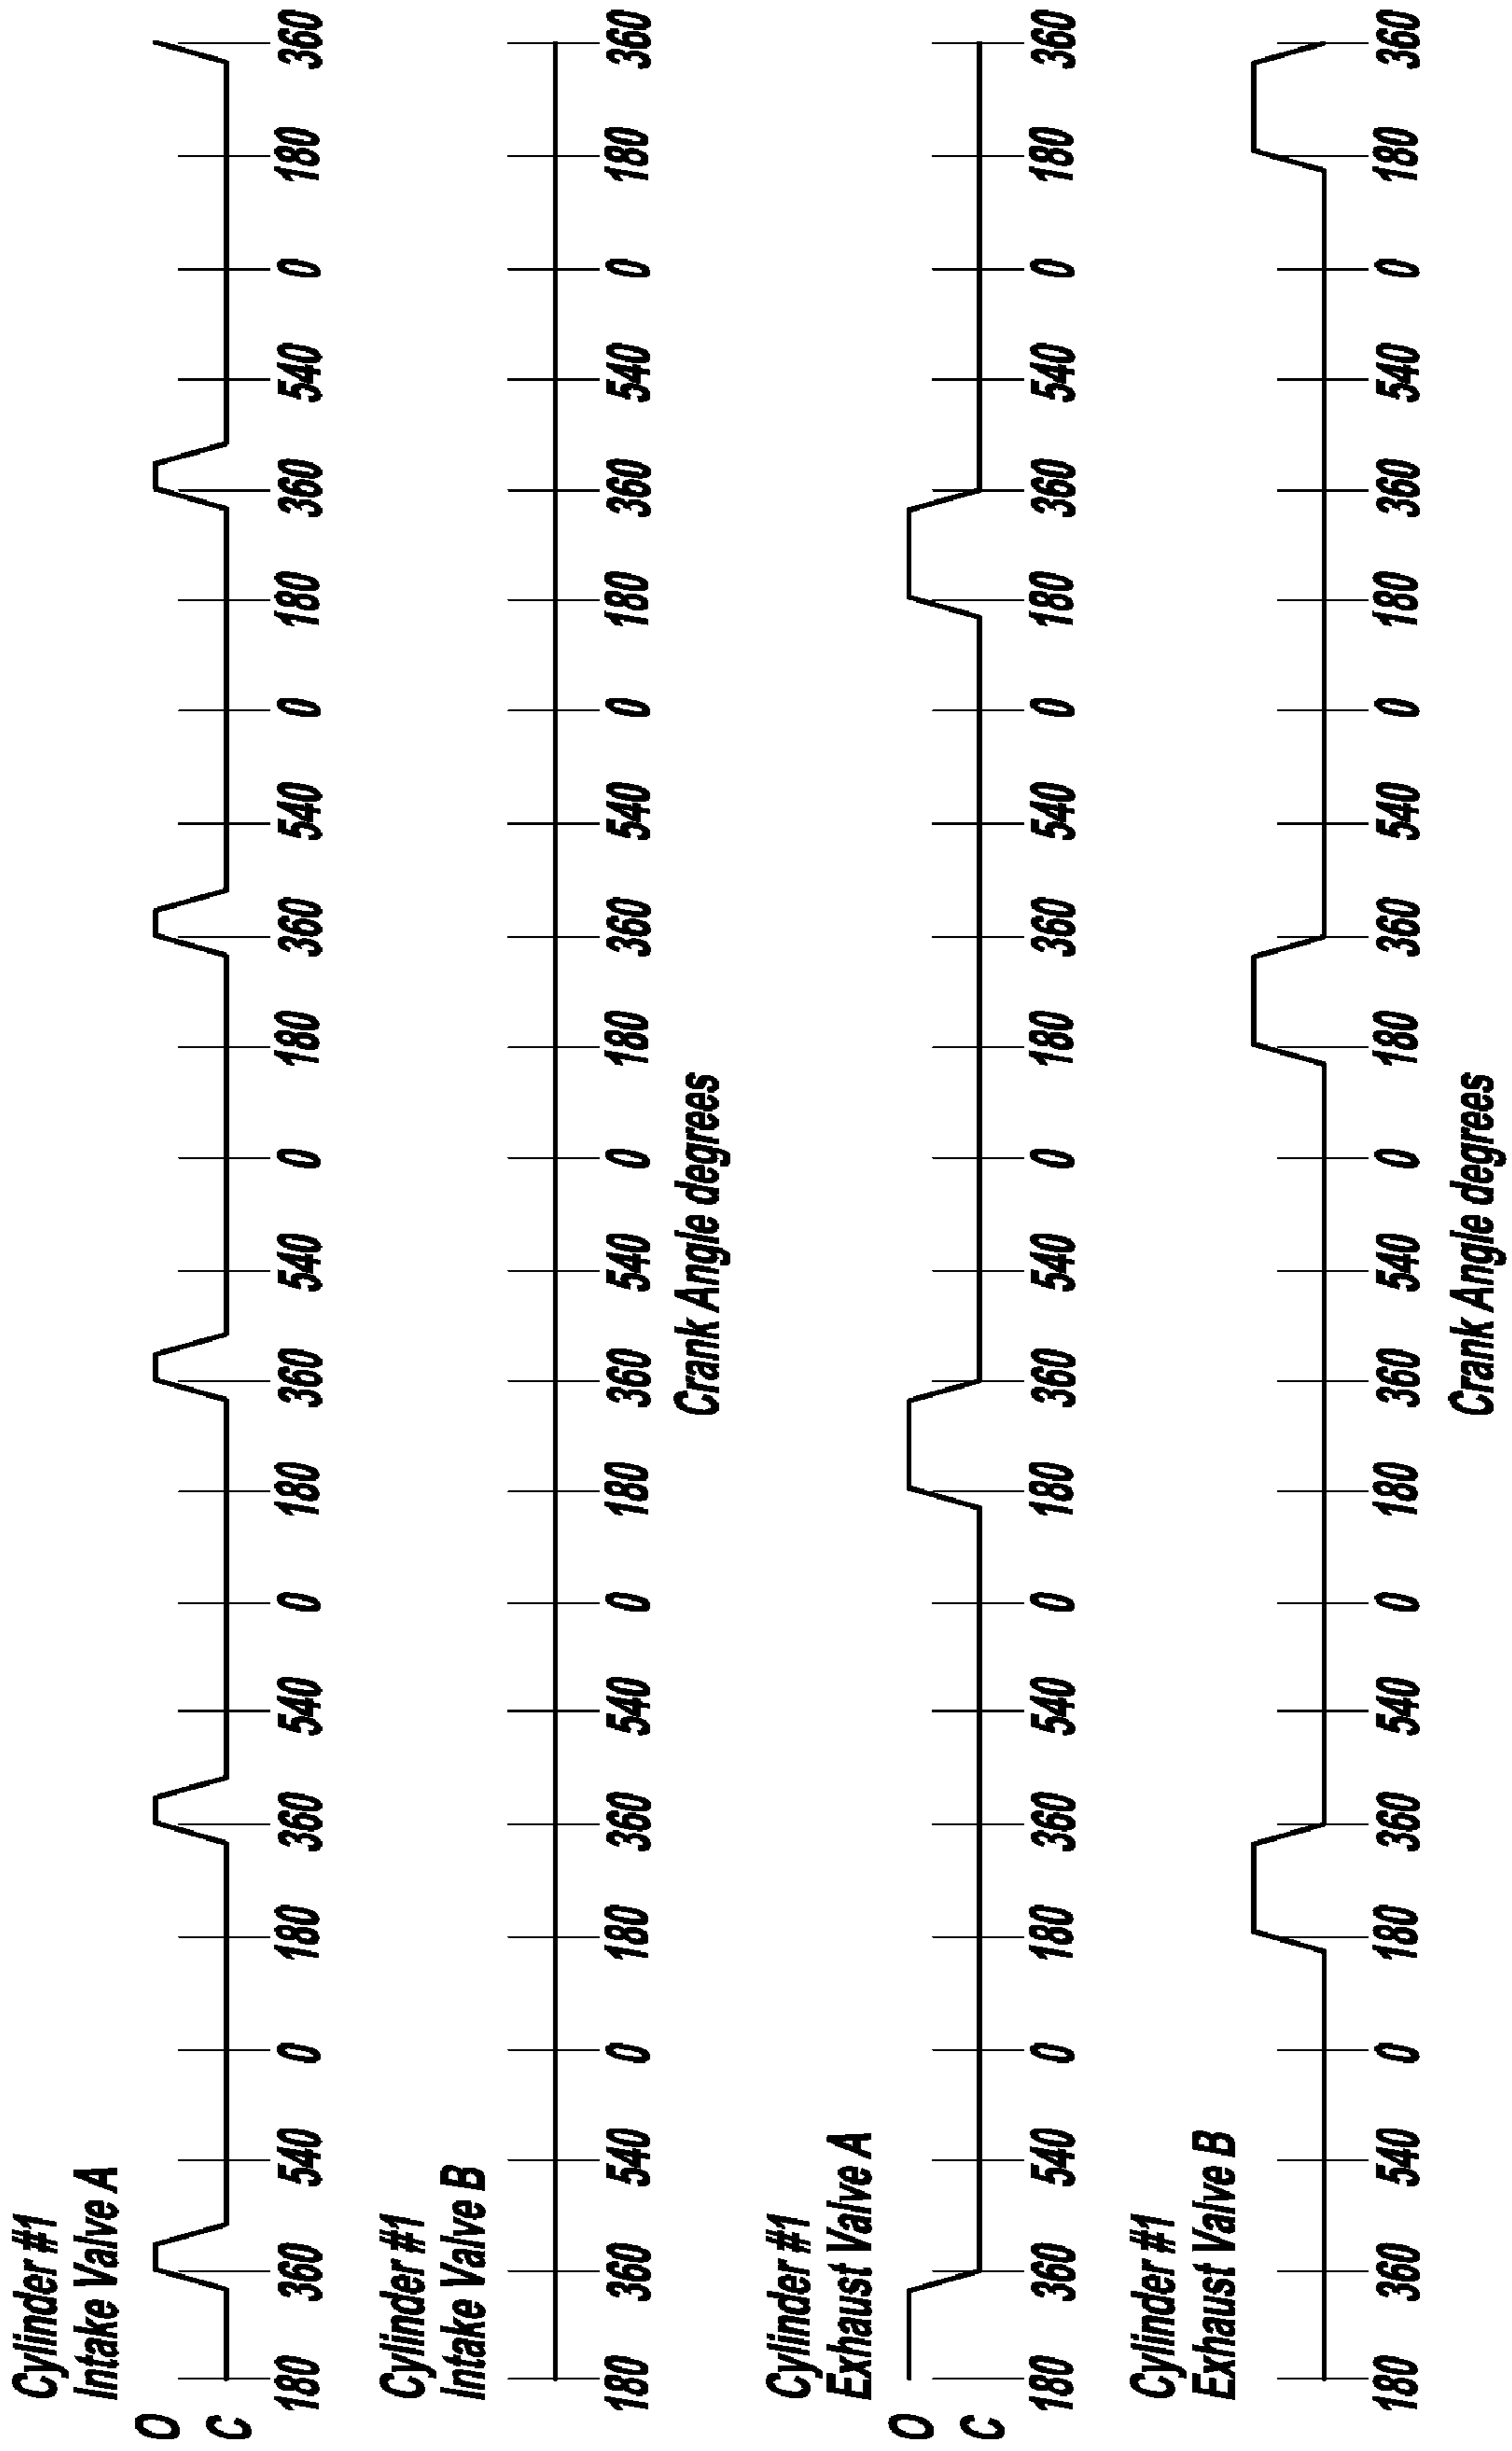 Cylinder #1
Intake Valve A
O
C
180 360 540 0 180 360 540 0 180 360 540 0 180 360 540 0 180 360 540 0 180 360
Cylinder #1
Intake Valve B
180 360 540 0 180 360 540 0 180 360 540 0 180 360 540 0 180 360 540 0 180 360
Crank Angle degrees
Cylinder #1
Exhaust Valve A
O
C
180 360 540 0 180 360 540 0 180 360 540 0 180 360 540 0 180 360 540 0 180 360
Cylinder #1
Exhaust Valve B
180 360 540 0 180 360 540 0 180 360 540 0 180 360 540 0 180 360 540 0 180 360
Crank Angle degrees